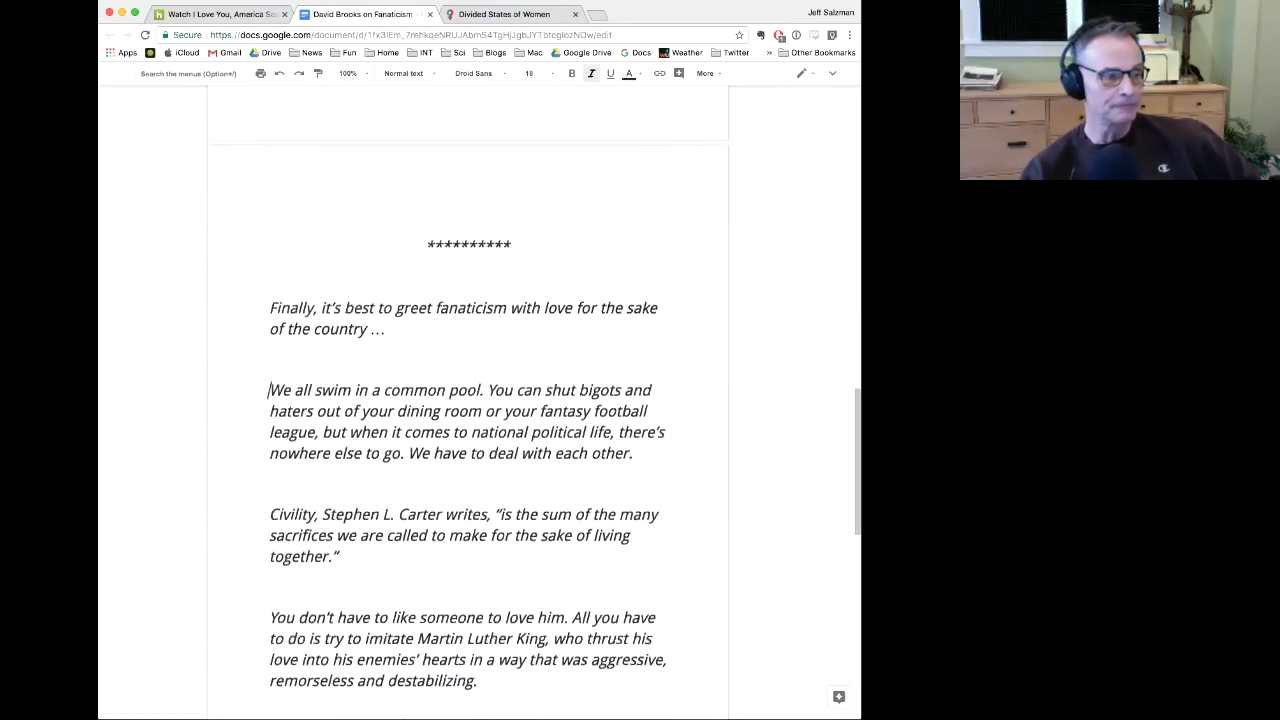 Watch I Love You, America Se
David Brooks on Fanaticism -
Divided States of Women
Jeff Salzman
Secure
Apps
iCloud
Gmail
Drive
News
Fun
Home
INT
Sci
Blogs
Mac
Google Drive
Docs
Weather
Twitter
» Other Bookmarks
Search the menus (Option+/)
100%
Normal text
Droid Sans
18
B I U A
More
**********
Finally, it’s best to greet fanaticism with love for the sake
of the country …
We all swim in a common pool. You can shut bigots and
haters out of your dining room or your fantasy football
league, but when it comes to national political life, there’s
nowhere else to go. We have to deal with each other.
Civility, Stephen L. Carter writes, “is the sum of the many
sacrifices we are called to make for the sake of living
together.”
You don’t have to like someone to love him. All you have
to do is try to imitate Martin Luther King, who thrust his
love into his enemies’ hearts in a way that was aggressive,
remorseless and destabilizing.